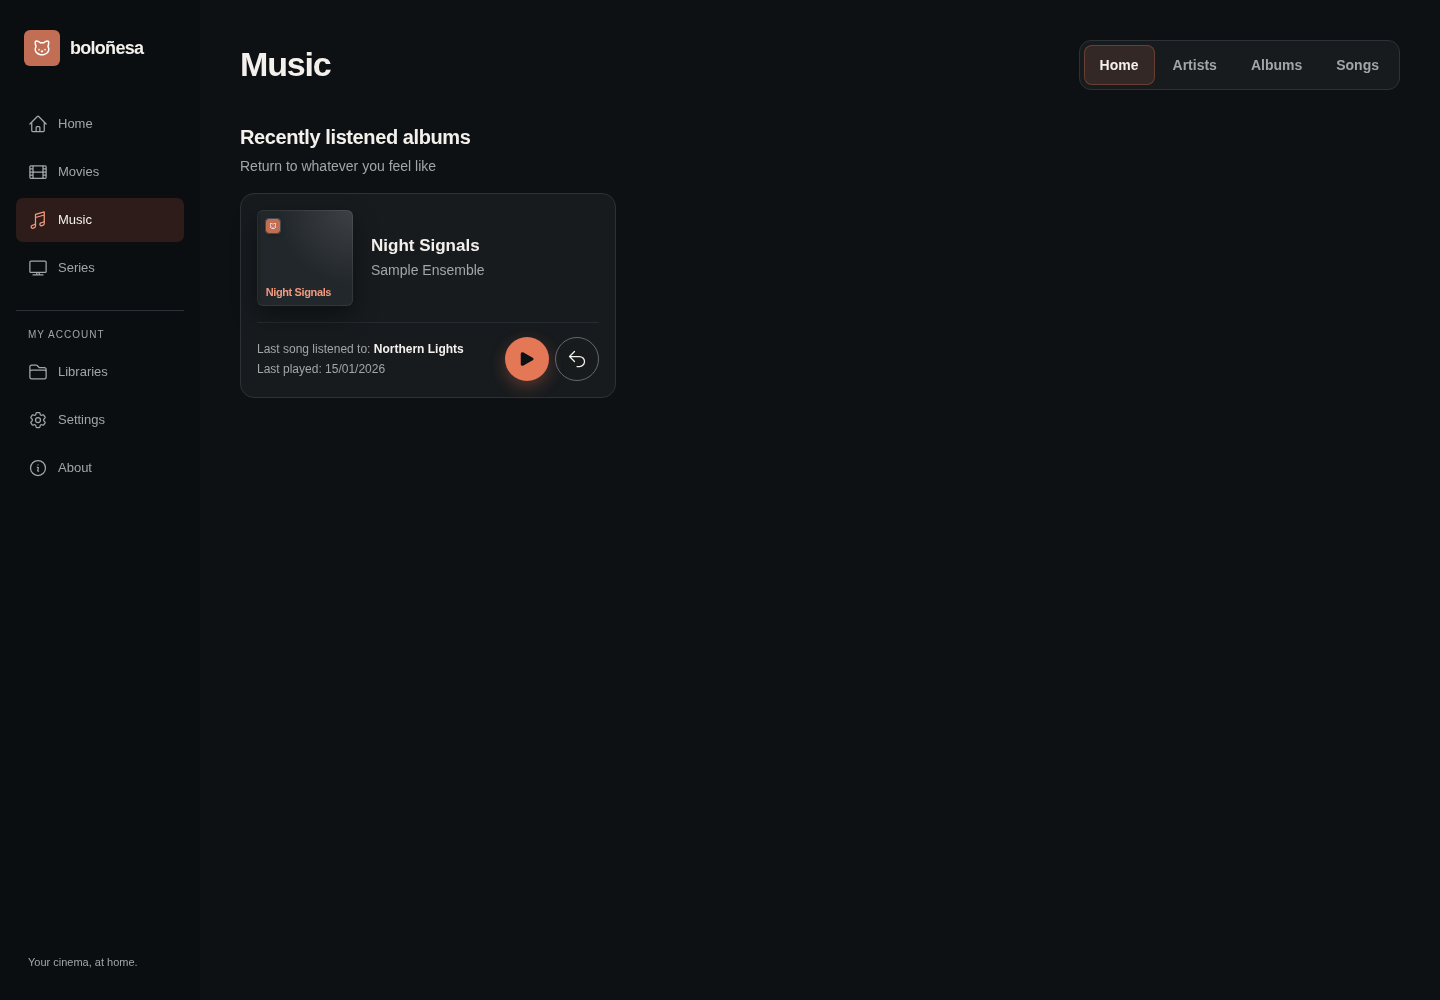 boloñesa
Home
Movies
Music
Series
MY ACCOUNT
Libraries
Settings
About
Your cinema, at home.
Music
Home
Artists
Albums
Songs
Recently listened albums
Return to whatever you feel like
Night Signals
Night Signals
Sample Ensemble
Last song listened to: Northern Lights
Last played: 15/01/2026